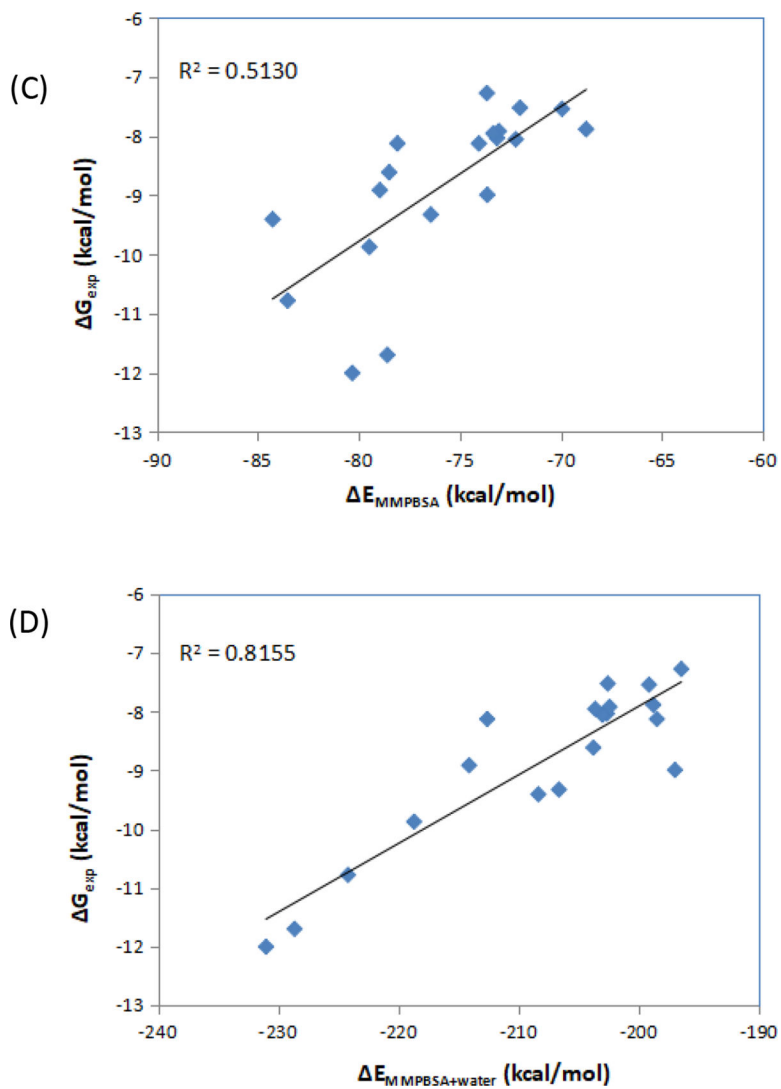 (C)
R² = 0.5130
-6
-7
-8
-9
-10
-11
-12
-13
ΔGexp (kcal/mol)
-90 -85 -80 -75 -70 -65 -60
ΔEMMPBSA (kcal/mol)
(D)
R² = 0.8155
-6
-7
-8
-9
-10
-11
-12
-13
ΔGexp (kcal/mol)
-240 -230 -220 -210 -200 -190
ΔEMMPBSA+water (kcal/mol)